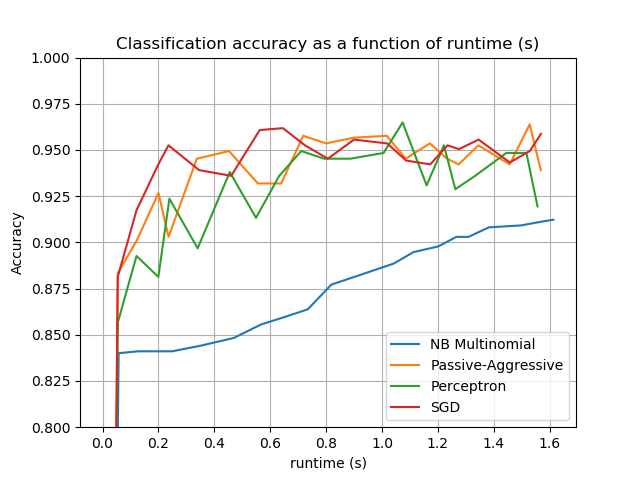 Classification accuracy as a function of runtime (s)
1.000
0.975
0.950
0.925
0.900
0.875
0.850
0.825
0.800
Accuracy
NB Multinomial
Passive-Aggressive
Perceptron
SGD
0.0 0.2 0.4 0.6 0.8 1.0 1.2 1.4 1.6
runtime (s)